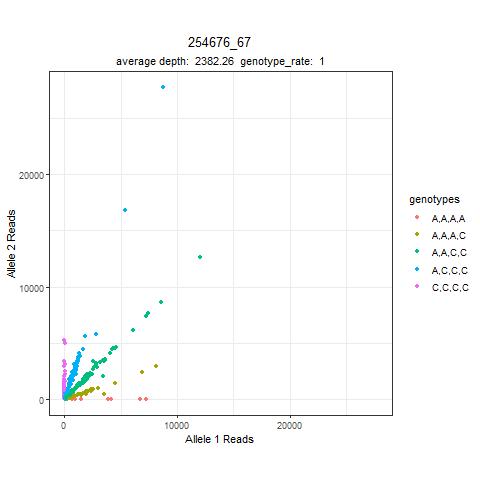 254676_67
average depth:  2382.26  genotype_rate:  1
Allele 2 Reads
20000
10000
0
0
10000
20000
Allele 1 Reads
genotypes
A,A,A,A
A,A,A,C
A,A,C,C
A,C,C,C
C,C,C,C